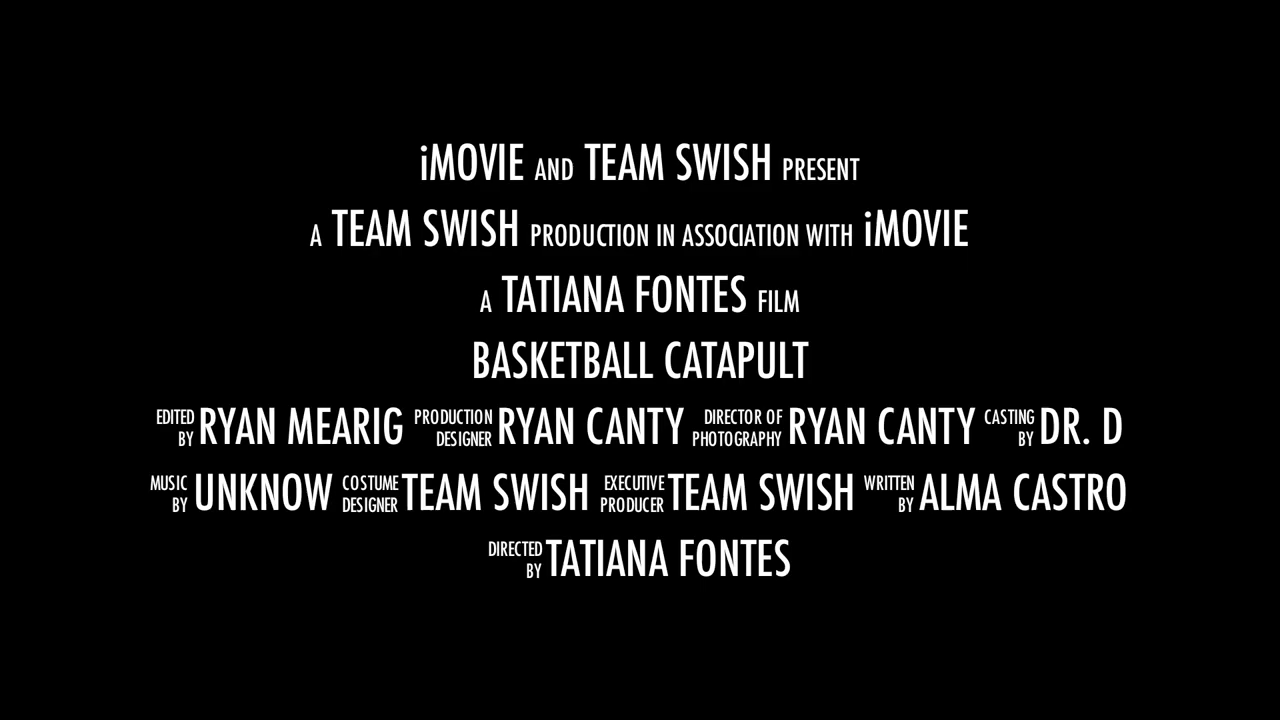 iMOVIE AND TEAM SWISH PRESENT
A TEAM SWISH PRODUCTION IN ASSOCIATION WITH iMOVIE
A TATIANA FONTES FILM
BASKETBALL CATAPULT
EDITED BY RYAN MEARIG PRODUCTION DESIGNER RYAN CANTY DIRECTOR OF PHOTOGRAPHY RYAN CANTY CASTING BY DR. D
MUSIC BY UNKNOW COSTUME DESIGNER TEAM SWISH EXECUTIVE PRODUCER TEAM SWISH WRITTEN BY ALMA CASTRO
DIRECTED BY TATIANA FONTES